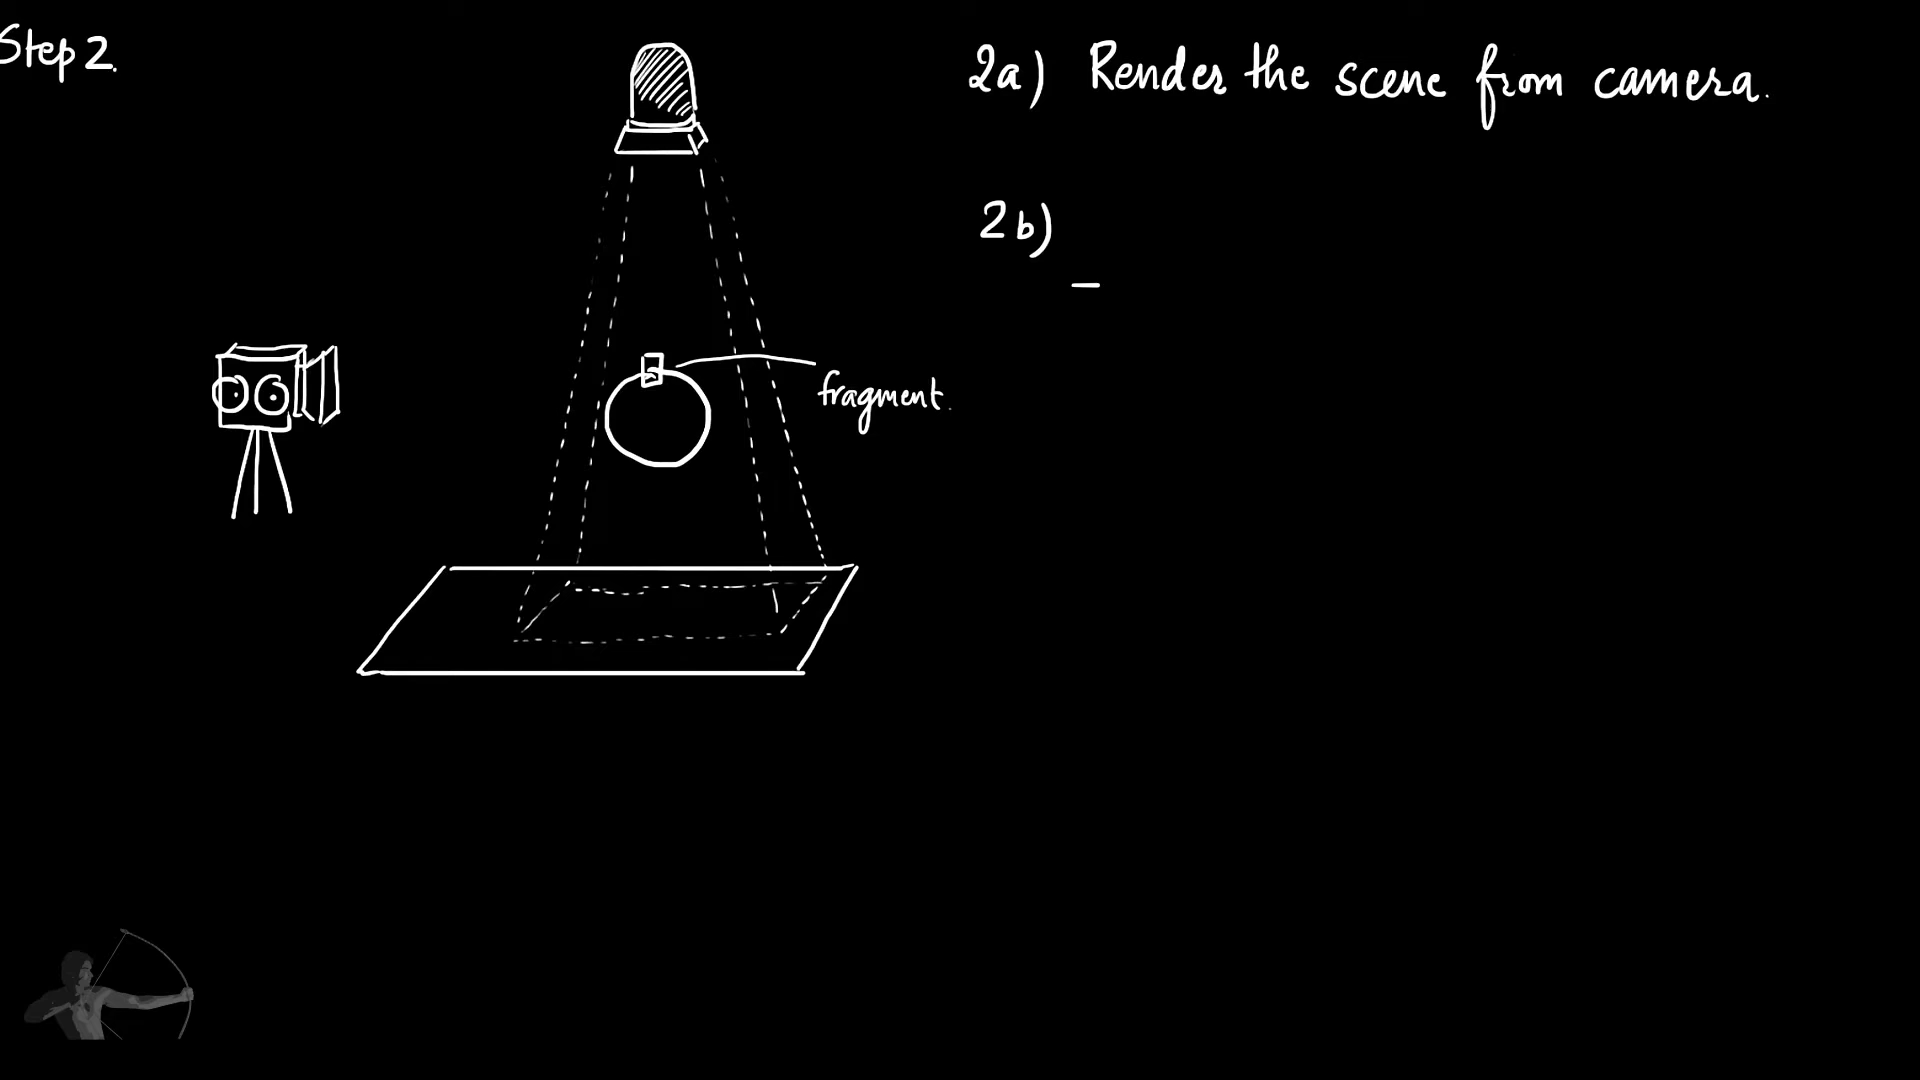 Step 2.
2a) Render the scene from camera.
2b)
–
fragment.